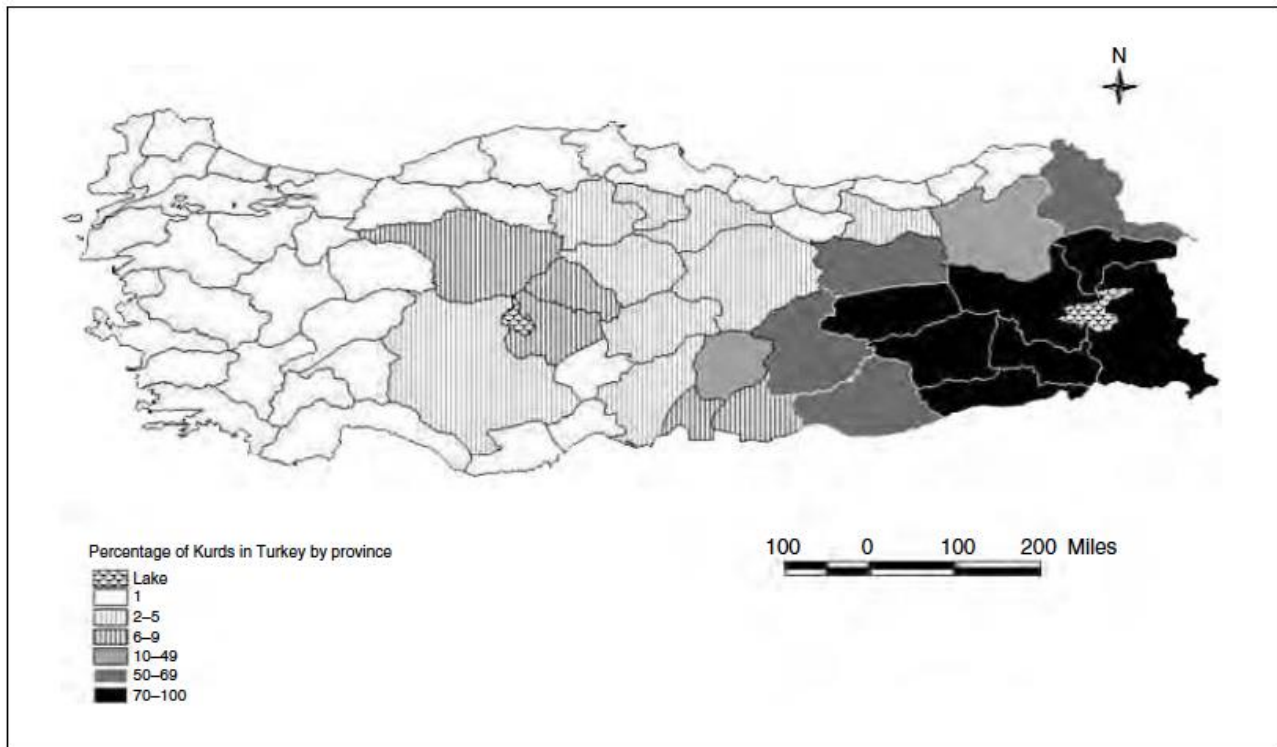 N
Percentage of Kurds in Turkey by province
Lake
1
2–5
6–9
10–49
50–69
70–100
100 0 100 200 Miles